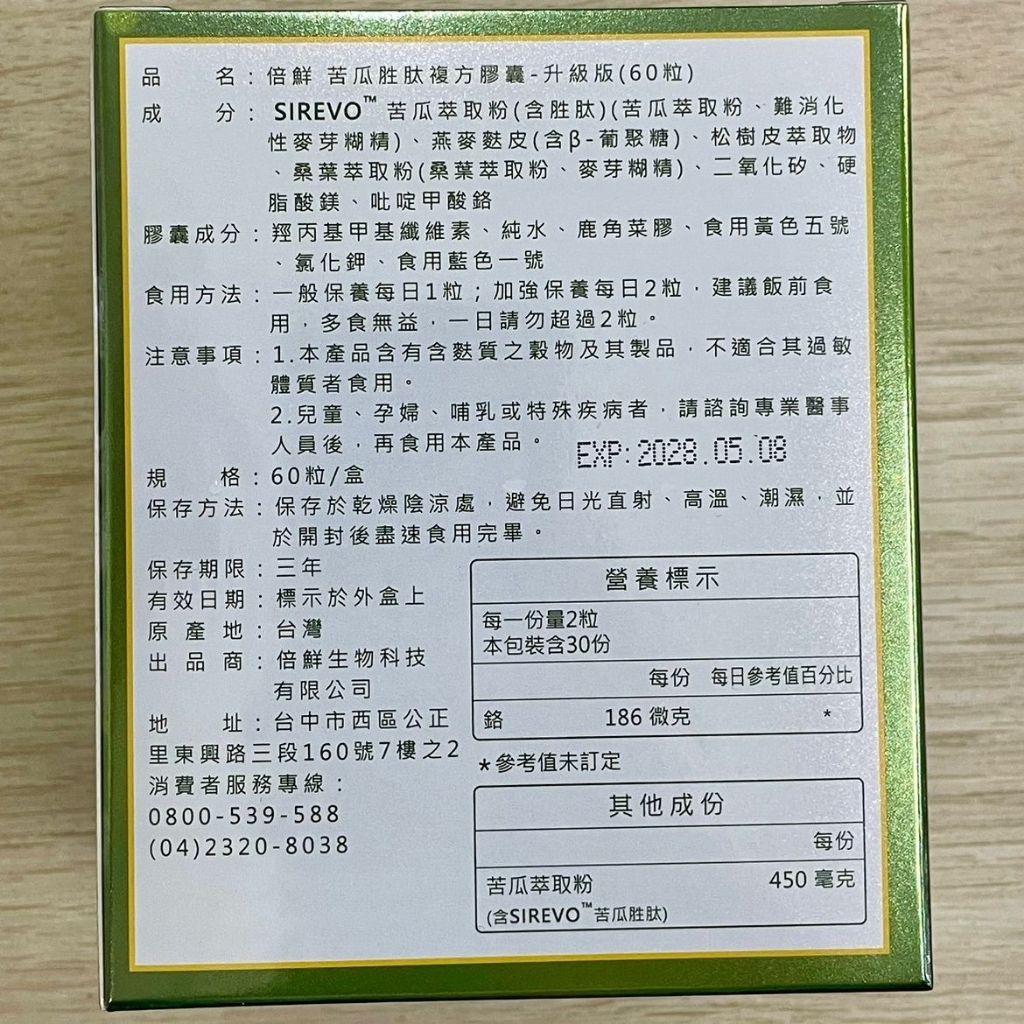 品 名：倍鮮 苦瓜胜肽複方膠囊-升級版(60粒)
成 分：SIREVO™ 苦瓜萃取粉(含胜肽)(苦瓜萃取粉、難消化
性麥芽糊精)、燕麥麩皮(含β-葡聚糖)、松樹皮萃取物
、桑葉萃取粉(桑葉萃取粉、麥芽糊精)、二氧化矽、硬
脂酸鎂、吡啶甲酸鉻
膠囊成分：羥丙基甲基纖維素、純水、鹿角菜膠、食用黃色五號
、氯化鉀、食用藍色一號
食用方法：一般保養每日1粒；加強保養每日2粒，建議飯前食
用，多食無益，一日請勿超過2粒。
注意事項：1.本產品含有含麩質之穀物及其製品，不適合其過敏
體質者食用。
2.兒童、孕婦、哺乳或特殊疾病者，請諮詢專業醫事
人員後，再食用本產品。
EXP:2028.05.08
規 格：60粒/盒
保存方法：保存於乾燥陰涼處，避免日光直射、高溫、潮濕，並
於開封後盡速食用完畢。
保存期限：三年
有效日期：標示於外盒上
原 產 地：台灣
出 品 商：倍鮮生物科技
有限公司
地 址：台中市西區公正
里東興路三段160號7樓之2
消費者服務專線：
0800-539-588
(04)2320-8038
營養標示
每一份量2粒
本包裝含30份
每份 每日參考值百分比
鉻 186 微克 *
*參考值未訂定
其他成份
每份
苦瓜萃取粉 450 毫克
(含SIREVO™苦瓜胜肽)